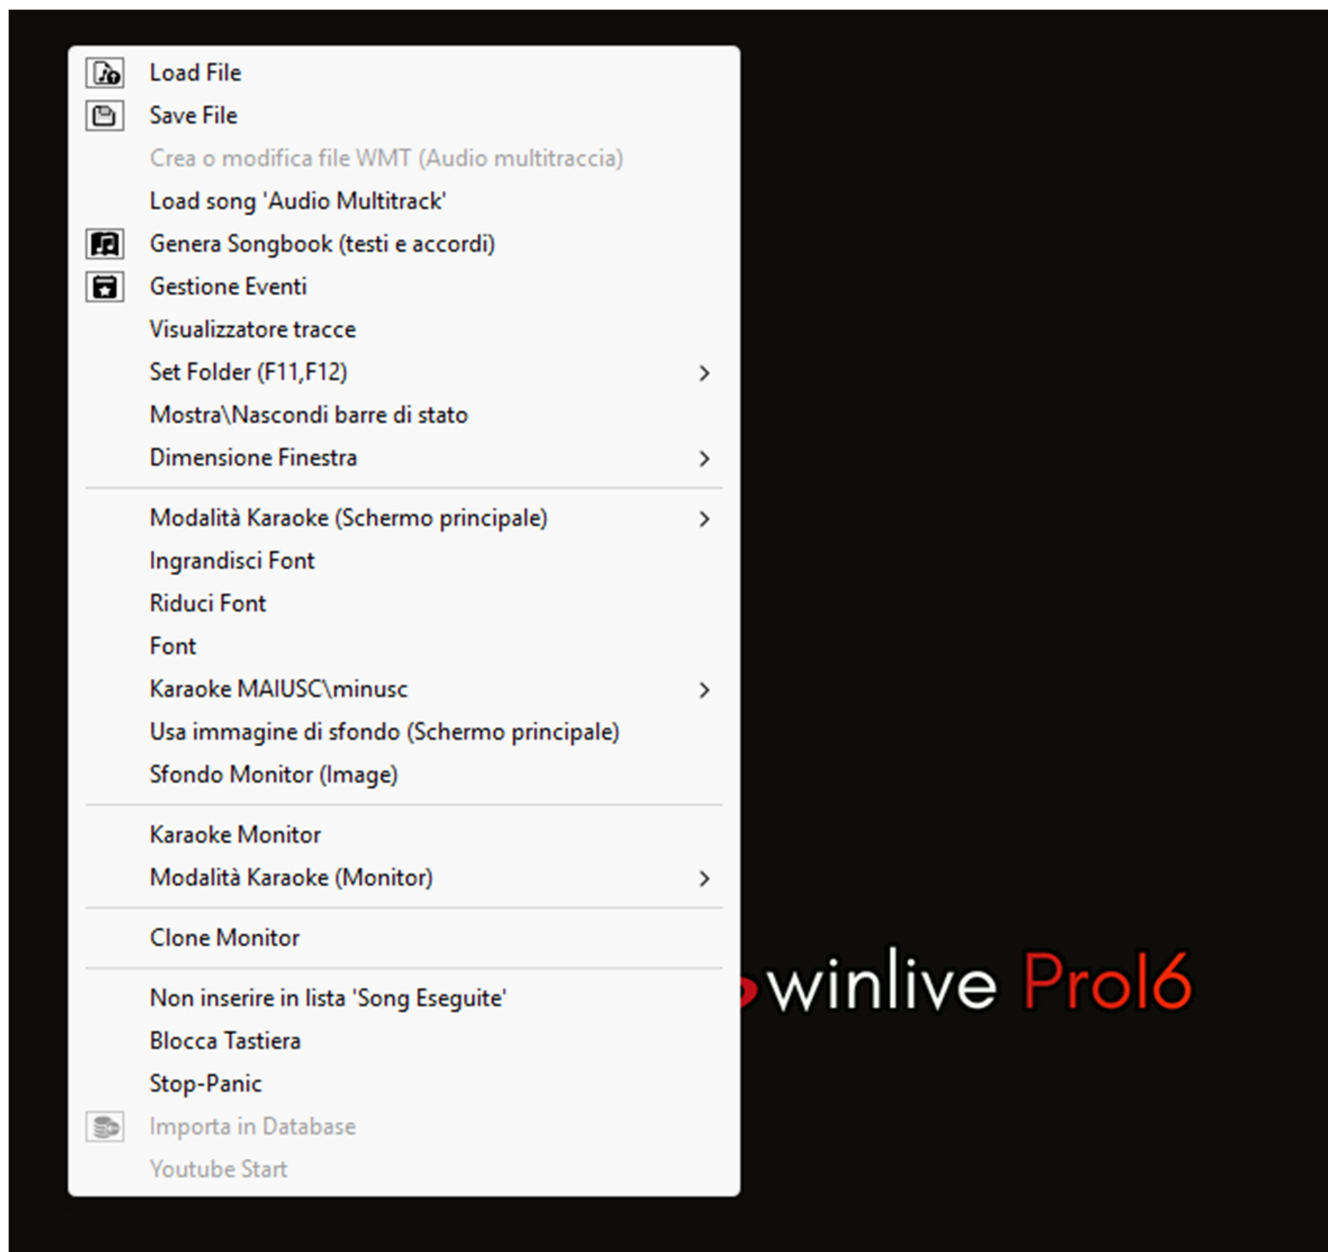 Load File
Save File
Crea o modifica file WMT (Audio multitraccia)
Load song 'Audio Multitrack'
Genera Songbook (testi e accordi)
Gestione Eventi
Visualizzatore tracce
Set Folder (F11,F12)
Mostra\Nascondi barre di stato
Dimensione Finestra
Modalità Karaoke (Schermo principale)
Ingrandisci Font
Riduci Font
Font
Karaoke MAIUSC\minusc
Usa immagine di sfondo (Schermo principale)
Sfondo Monitor (Image)
Karaoke Monitor
Modalità Karaoke (Monitor)
Clone Monitor
Non inserire in lista 'Song Eseguite'
Blocca Tastiera
Stop-Panic
Importa in Database
Youtube Start
winlive Pro16